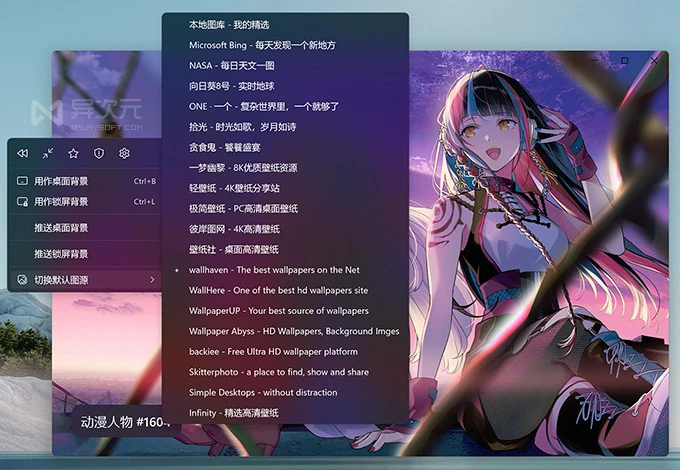 本地图库 - 我的精选
Microsoft Bing - 每天发现一个新地方
NASA - 每日天文一图
向日葵8号 - 实时地球
ONE · 一个 - 复杂世界里，一个就够了
拾光 - 时光如歌，岁月如诗
贪食鬼 - 饕餮盛宴
一梦幽黎 - 8K优质壁纸资源
轻壁纸 - 4K壁纸分享站
极简壁纸 - PC高清桌面壁纸
彼岸图网 - 4K高清壁纸
壁纸社 - 桌面高清壁纸
wallhaven - The best wallpapers on the Net
WallHere - One of the best hd wallpapers site
WallpaperUP - Your best source of wallpapers
Wallpaper Abyss - HD Wallpapers, Background Imges
backiee - Free Ultra HD wallpaper platform
Skitterphoto - a place to find, show and share
Simple Desktops - without distraction
Infinity - 精选高清壁纸
异次元
IPLAYSOFT.COM
用作桌面背景 Ctrl+B
用作锁屏背景 Ctrl+L
推送桌面背景
推送锁屏背景
切换默认图源
动漫人物 #1604